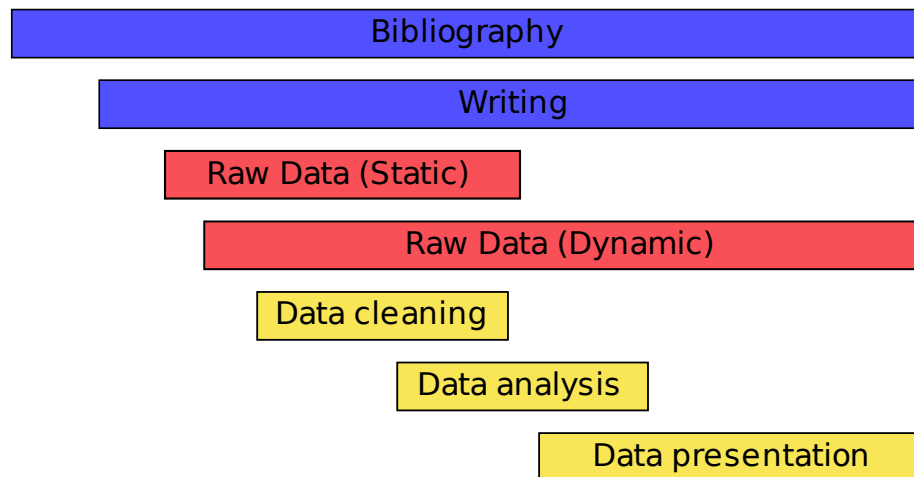 Bibliography
Writing
Raw Data (Static)
Raw Data (Dynamic)
Data cleaning
Data analysis
Data presentation